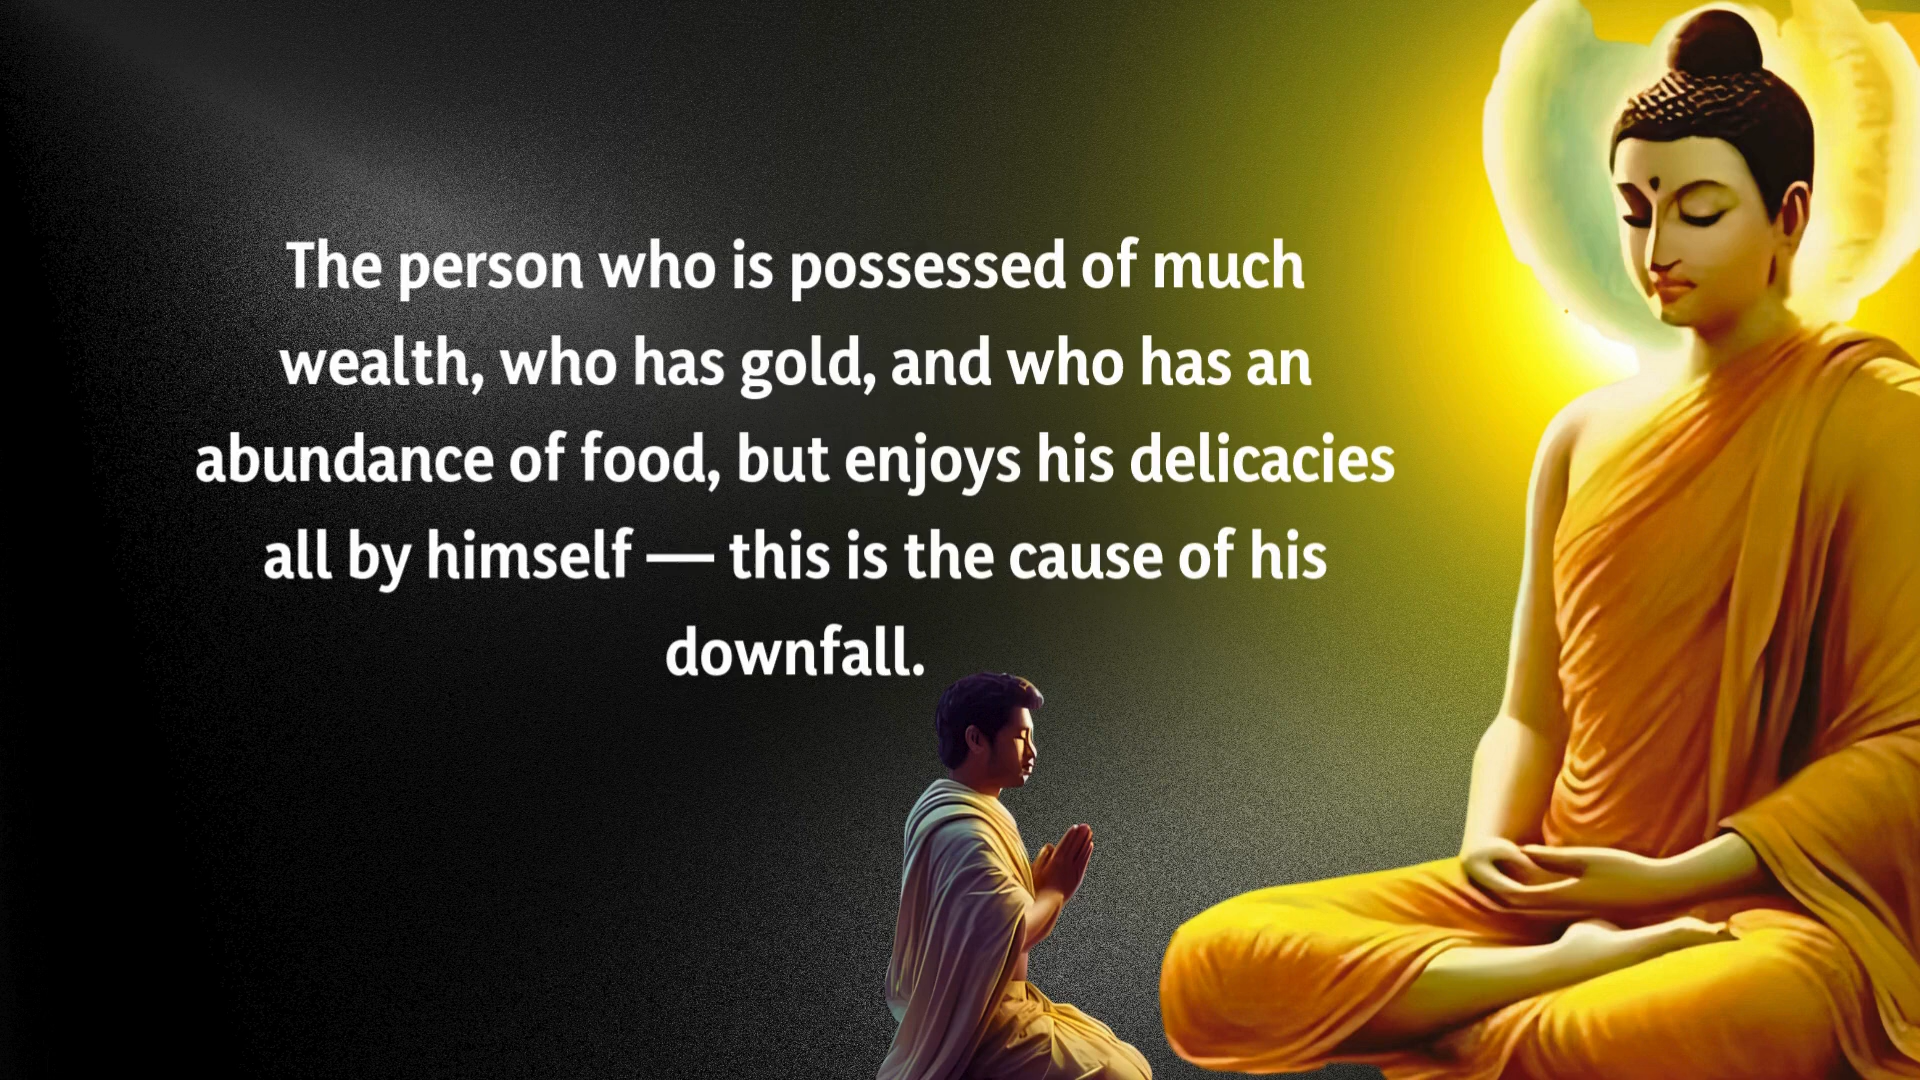 The person who is possessed of much
wealth, who has gold, and who has an
abundance of food, but enjoys his delicacies
all by himself — this is the cause of his
downfall.